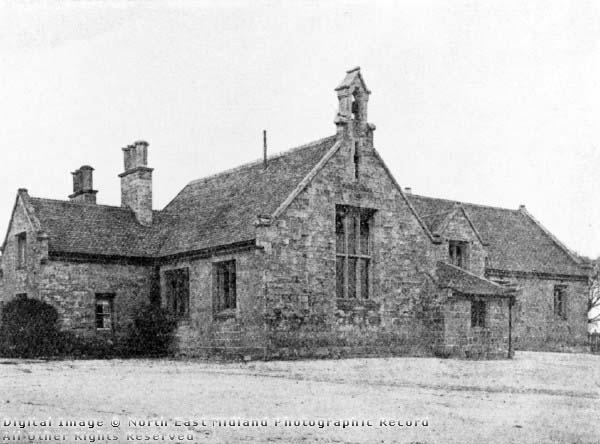 Digital Image © North East Midland Photographic Record
All Other Rights Reserved